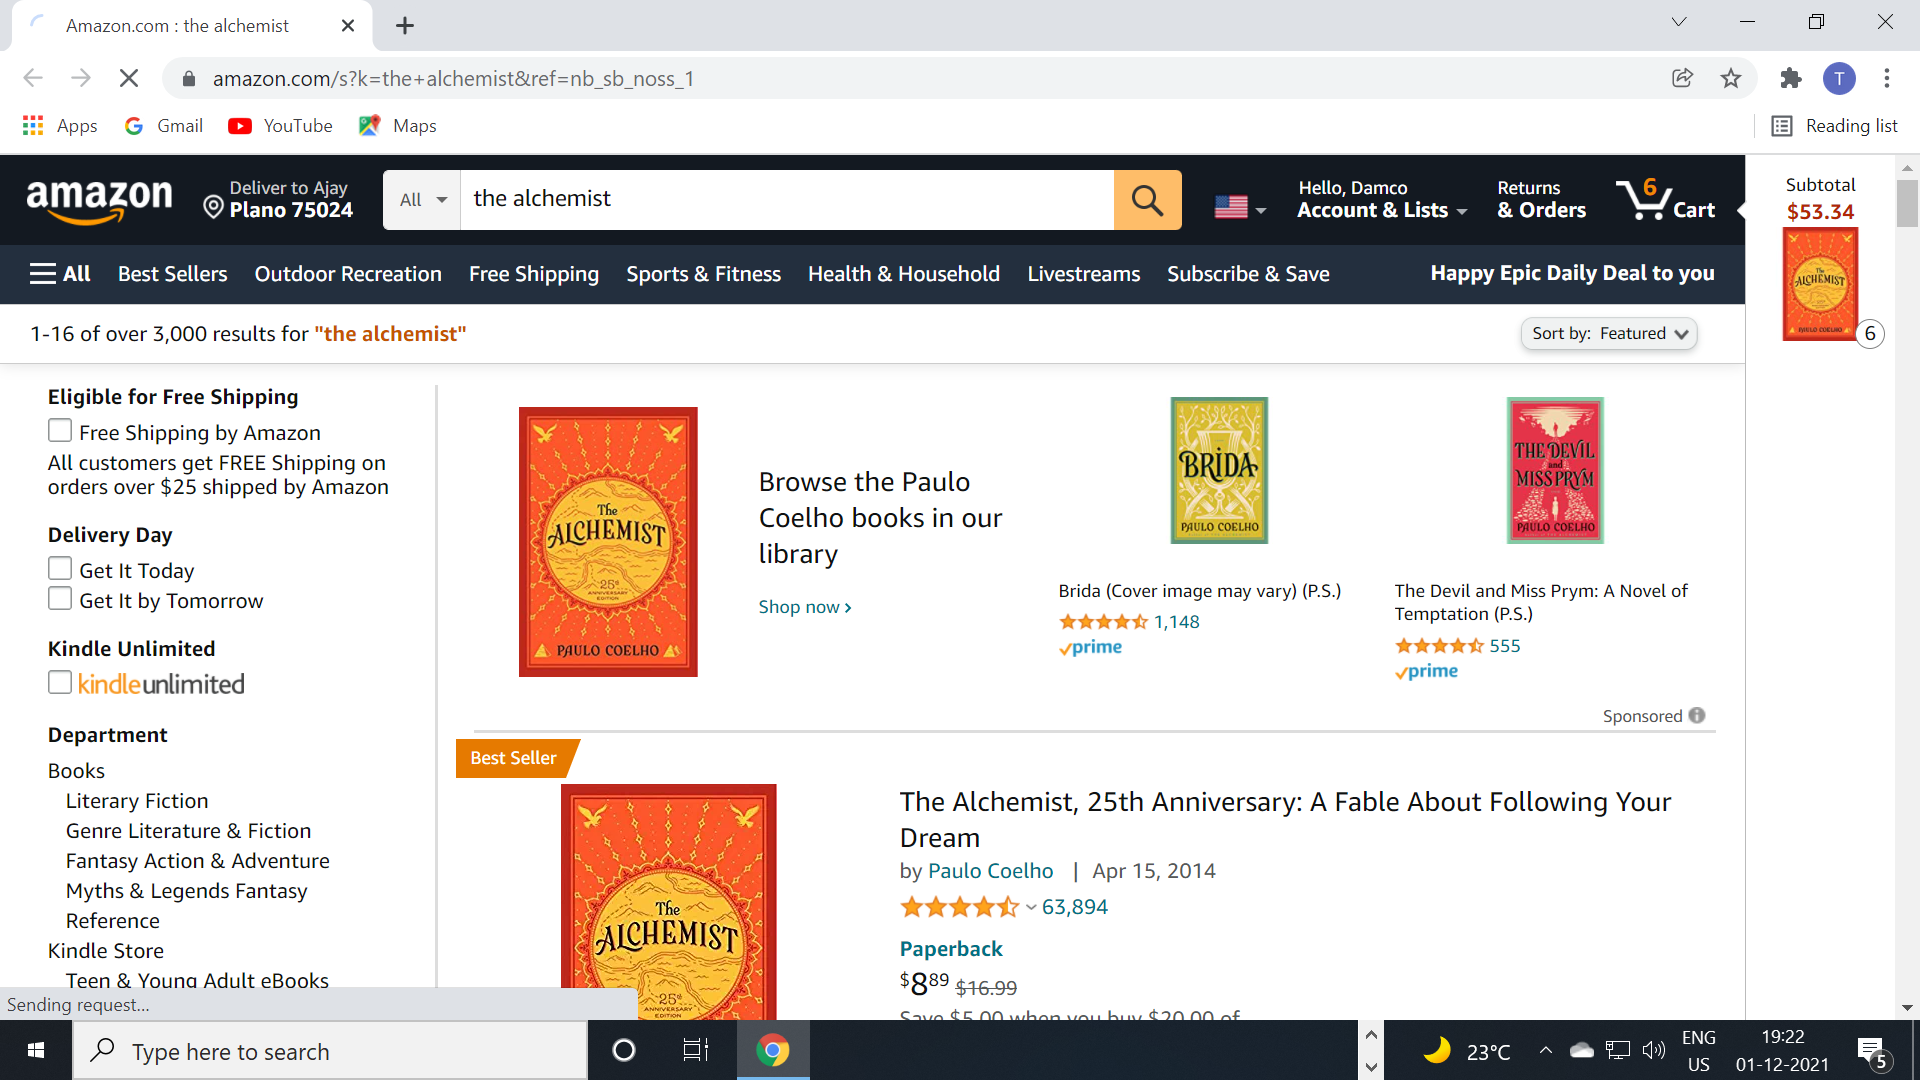 Amazon.com : the alchemist
amazon.com/s?k=the+alchemist&ref=nb_sb_noss_1
T
Apps
Gmail
YouTube
Maps
Reading list
amazon
Deliver to Ajay
Plano 75024
All
the alchemist
Hello, Damco
Account & Lists
Returns
& Orders
6
Cart
Subtotal
$53.34
The
ALCHEMIST
PAULO COELHO
6
All
Best Sellers
Outdoor Recreation
Free Shipping
Sports & Fitness
Health & Household
Livestreams
Subscribe & Save
Happy Epic Daily Deal to you
1-16 of over 3,000 results for "the alchemist"
Sort by: Featured
Eligible for Free Shipping
Free Shipping by Amazon
All customers get FREE Shipping on
orders over $25 shipped by Amazon
Delivery Day
Get It Today
Get It by Tomorrow
Kindle Unlimited
kindleunlimited
Department
Books
Literary Fiction
Genre Literature & Fiction
Fantasy Action & Adventure
Myths & Legends Fantasy
Reference
Kindle Store
Teen & Young Adult eBooks
The
ALCHEMIST
25th
ANNIVERSARY
EDITION
PAULO COELHO
Browse the Paulo
Coelho books in our
library
Shop now
BRIDA
PAULO COELHO
Brida (Cover image may vary) (P.S.)
1,148
prime
THE DEVIL
and
MISS PRYM
PAULO COELHO
The Devil and Miss Prym: A Novel of
Temptation (P.S.)
555
prime
Sponsored
Best Seller
The
ALCHEMIST
25th
ANNIVERSARY
EDITION
The Alchemist, 25th Anniversary: A Fable About Following Your
Dream
by Paulo Coelho | Apr 15, 2014
63,894
Paperback
$8 89 $16.99
Save $5.00 when you buy $20.00 of
Sending request...
Type here to search
23°C
ENG
US
19:22
01-12-2021
5